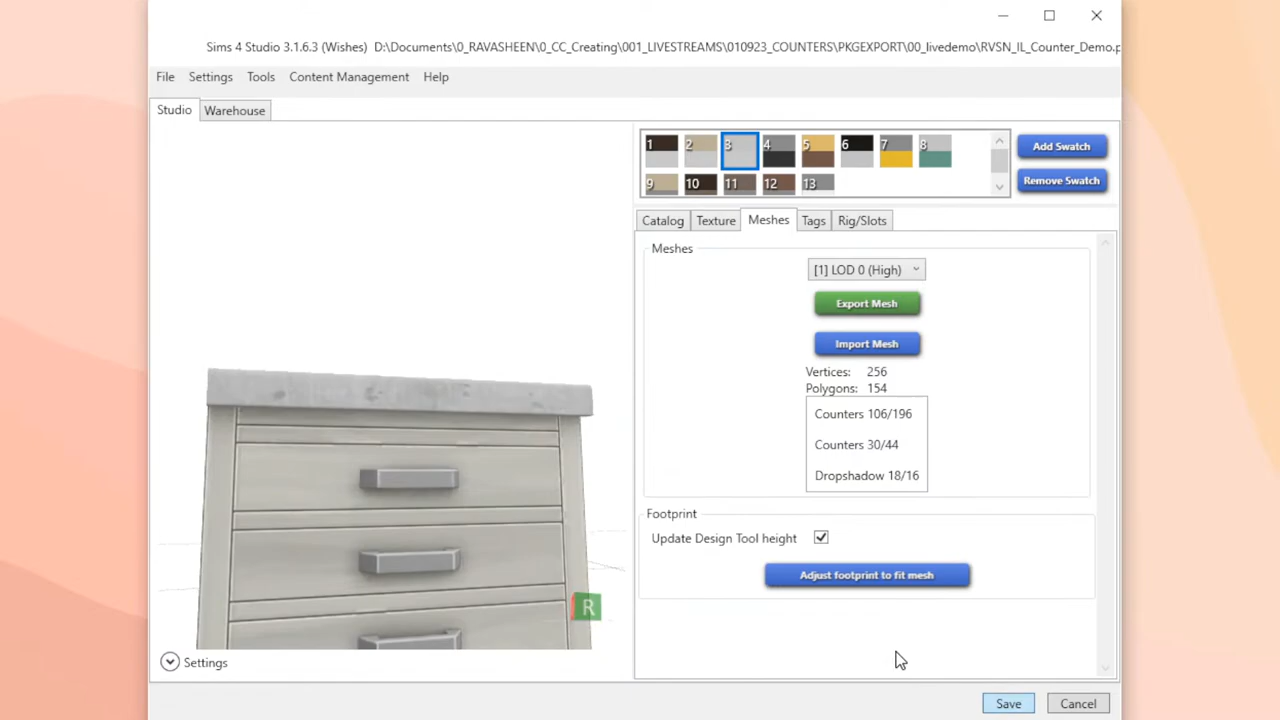 Sims 4 Studio 3.1.6.3 (Wishes) D:\Documents\0_RAVASHEEN\0_CC_Creating\001_LIVESTREAMS\010923_COUNTERS\PKGEXPORT\00_livedemo\RVSN_IL_Counter_Demo.p
File Settings Tools Content Management Help
Studio Warehouse
1 2 3 4 5 6 7 8
Add Swatch
9 10 11 12 13
Remove Swatch
Catalog Texture Meshes Tags Rig/Slots
Meshes
[1] LOD 0 (High)
Export Mesh
Import Mesh
Vertices: 256
Polygons: 154
Counters 106/196
Counters 30/44
Dropshadow 18/16
Footprint
Update Design Tool height
Adjust footprint to fit mesh
R
Settings
Save Cancel